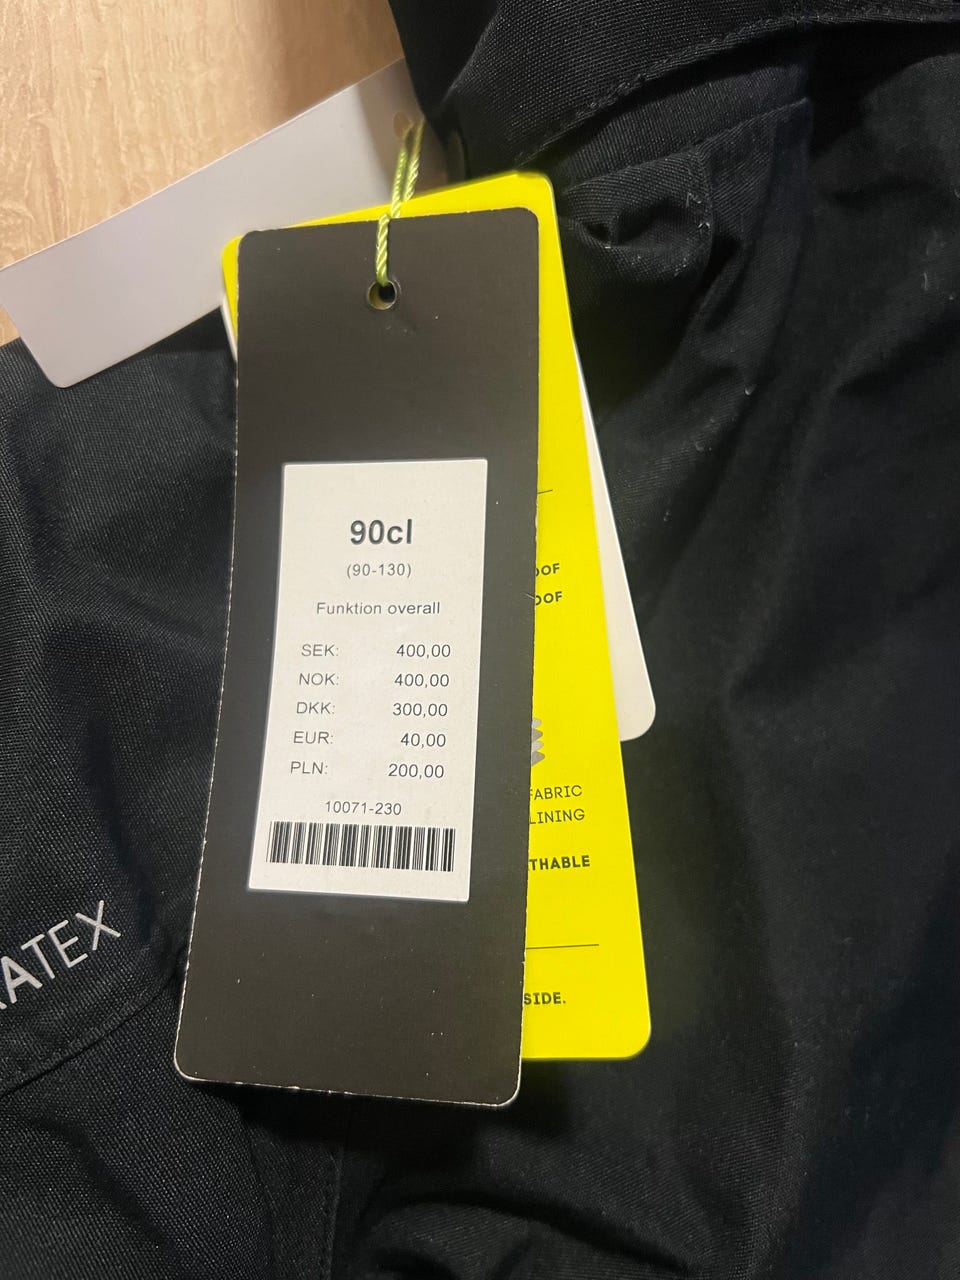 90cl
(90-130)
Funktion overall
SEK: 400,00
NOK: 400,00
DKK: 300,00
EUR: 40,00
PLN: 200,00
10071-230
OOF
OOF
FABRIC
LINING
THABLE
SIDE.
ATEX